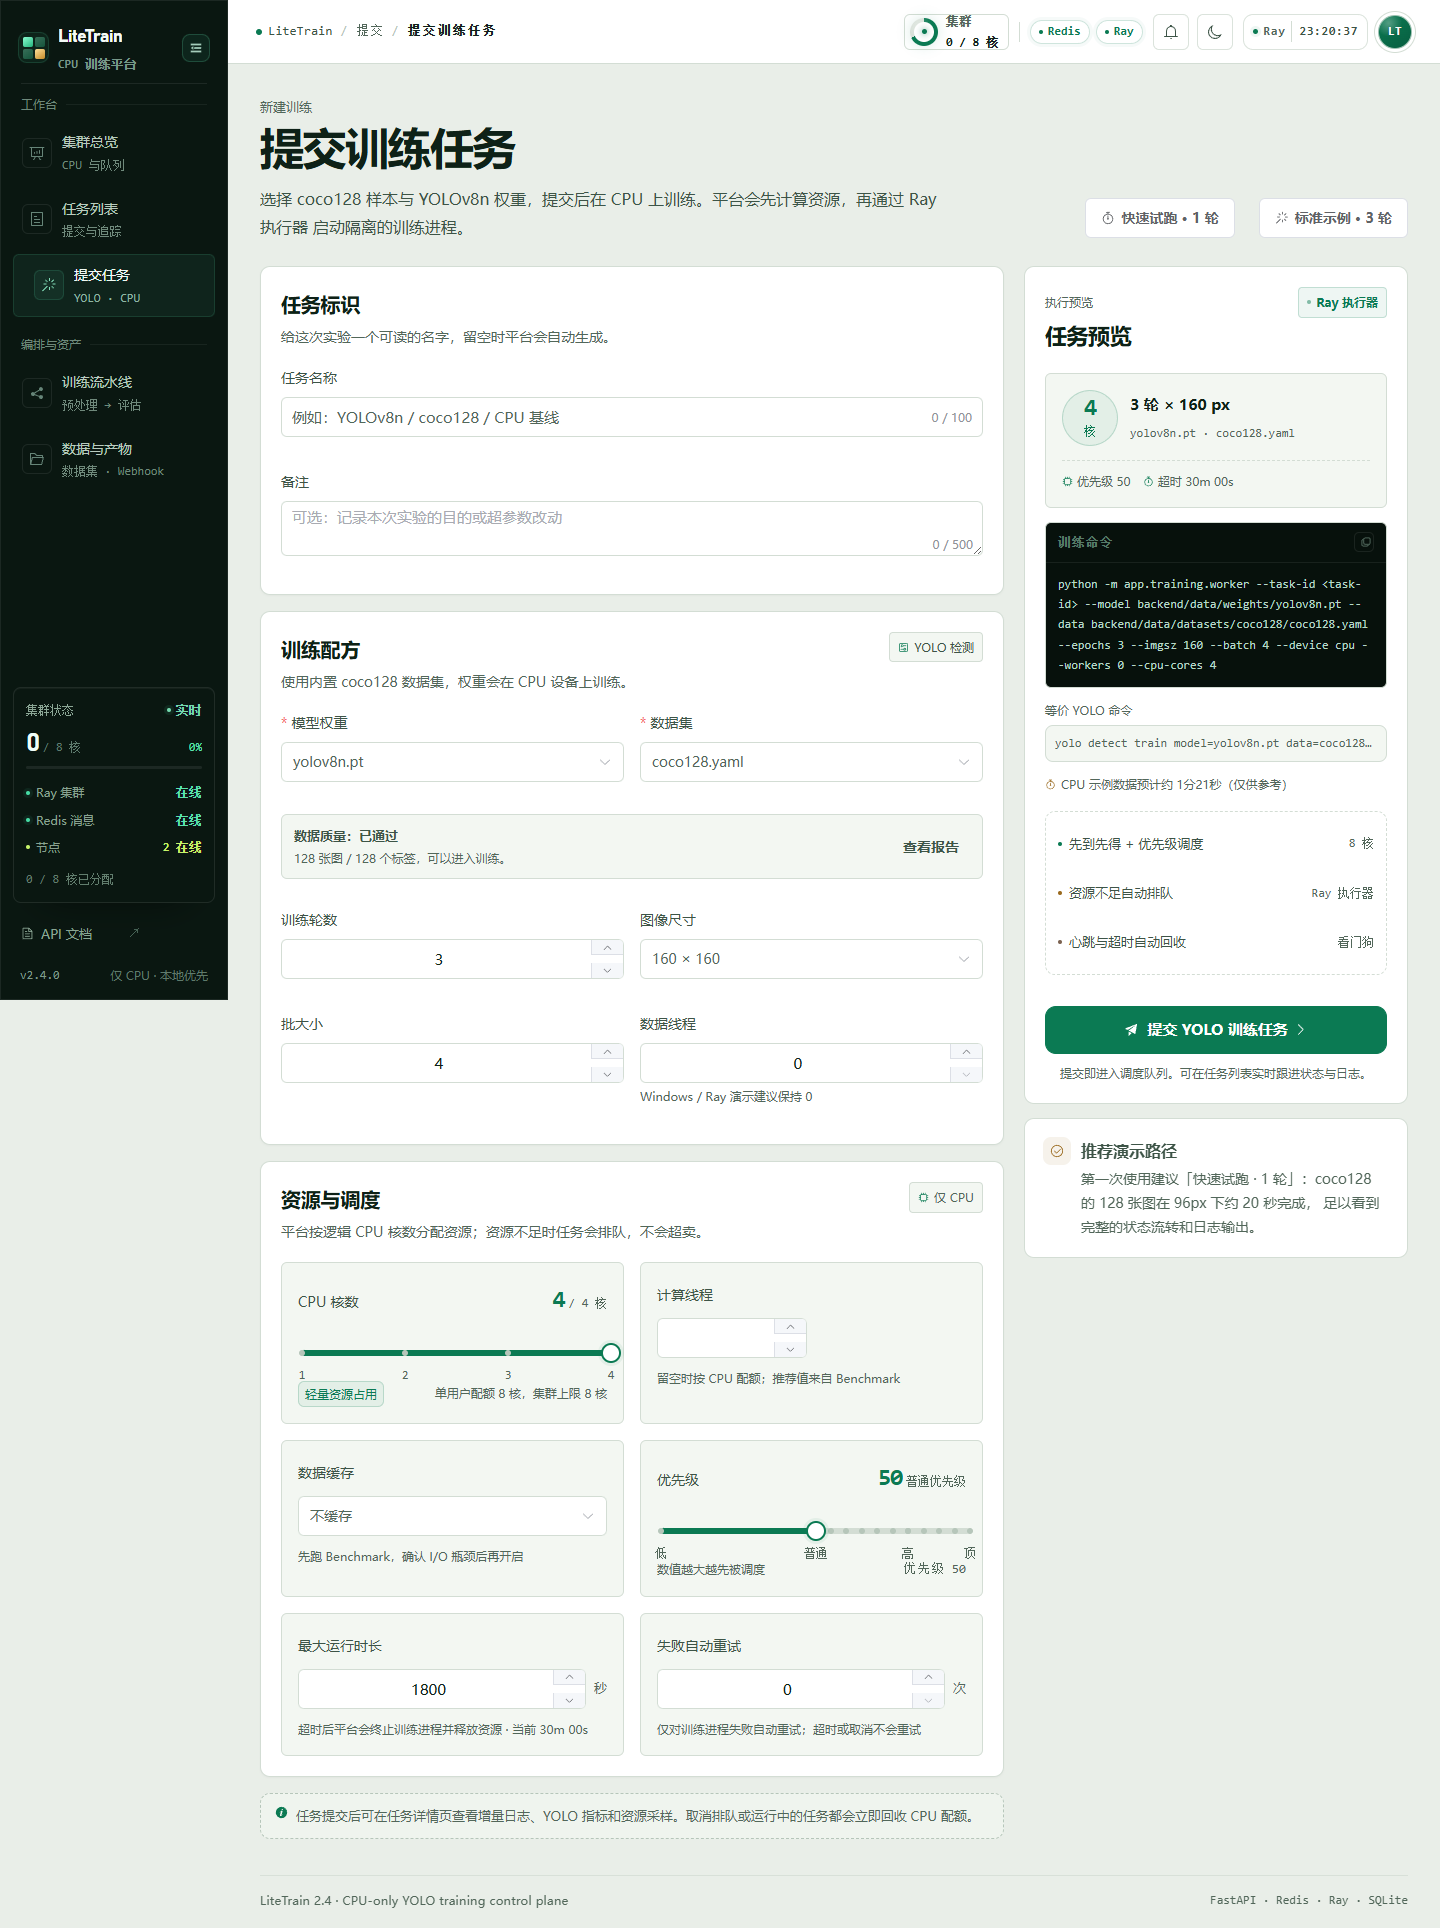 LiteTrain
CPU 训练平台
工作台
集群总览
CPU 与队列
任务列表
提交与追踪
提交任务
YOLO · CPU
编排与资产
训练流水线
预处理 → 评估
数据与产物
数据集 · Webhook
集群状态
实时
0 / 8 核
0%
Ray 集群
在线
Redis 消息
在线
节点
2 在线
0 / 8 核已分配
API 文档
v2.4.0
仅 CPU · 本地优先
LiteTrain / 提交 / 提交训练任务
集群
0 / 8 核
Redis
Ray
Ray
23:20:37
LT
新建训练
提交训练任务
选择 coco128 样本与 YOLOv8n 权重，提交后在 CPU 上训练。平台会先计算资源，再通过 Ray
执行器 启动隔离的训练进程。
快速试跑 • 1 轮
标准示例 • 3 轮
任务标识
给这次实验一个可读的名字，留空时平台会自动生成。
任务名称
例如：YOLOv8n / coco128 / CPU 基线
0 / 100
备注
可选：记录本次实验的目的或超参数改动
0 / 500
训练配方
YOLO 检测
使用内置 coco128 数据集，权重会在 CPU 设备上训练。
* 模型权重
* 数据集
yolov8n.pt
coco128.yaml
数据质量：已通过
128 张图 / 128 个标签，可以进入训练。
查看报告
训练轮数
图像尺寸
3
160 × 160
批大小
数据线程
4
0
Windows / Ray 演示建议保持 0
资源与调度
仅 CPU
平台按逻辑 CPU 核数分配资源；资源不足时任务会排队，不会超卖。
CPU 核数
4 / 4 核
1 2 3 4
轻量资源占用
单用户配额 8 核，集群上限 8 核
计算线程
留空时按 CPU 配额；推荐值来自 Benchmark
数据缓存
不缓存
先跑 Benchmark，确认 I/O 瓶颈后再开启
优先级
50 普通优先级
低 普通 高 顶
数值越大越先被调度
优先级 50
最大运行时长
1800
秒
超时后平台会终止训练进程并释放资源 · 当前 30m 00s
失败自动重试
0
次
仅对训练进程失败自动重试；超时或取消不会重试
任务提交后可在任务详情页查看增量日志、YOLO 指标和资源采样。取消排队或运行中的任务都会立即回收 CPU 配额。
执行预览
任务预览
Ray 执行器
4
核
3 轮 × 160 px
yolov8n.pt · coco128.yaml
优先级 50
超时 30m 00s
训练命令
python -m app.training.worker --task-id <task-
id> --model backend/data/weights/yolov8n.pt --
data backend/data/datasets/coco128/coco128.yaml
--epochs 3 --imgsz 160 --batch 4 --device cpu -
-workers 0 --cpu-cores 4
等价 YOLO 命令
yolo detect train model=yolov8n.pt data=coco128…
CPU 示例数据预计约 1分21秒（仅供参考）
先到先得 + 优先级调度
8 核
资源不足自动排队
Ray 执行器
心跳与超时自动回收
看门狗
提交 YOLO 训练任务
提交即进入调度队列。可在任务列表实时跟进状态与日志。
推荐演示路径
第一次使用建议「快速试跑 · 1 轮」：coco128
的 128 张图在 96px 下约 20 秒完成， 足以看到
完整的状态流转和日志输出。
LiteTrain 2.4 · CPU-only YOLO training control plane
FastAPI · Redis · Ray · SQLite